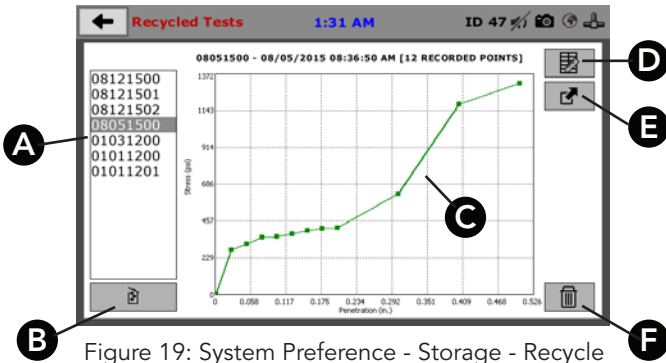 Recycled Tests 1:31 AM ID 47
08051500 - 08/05/2015 08:36:50 AM [12 RECORDED POINTS]
D
08121500
08121501
08121502
08051500
01031200
01011200
01011201
A
E
1372
1143
914
686
457
229
0
Stress (psi)
C
0 0.058 0.117 0.175 0.234 0.292 0.351 0.409 0.468 0.526
Penetration (in.)
B
F
Figure 19: System Preference - Storage - Recycle